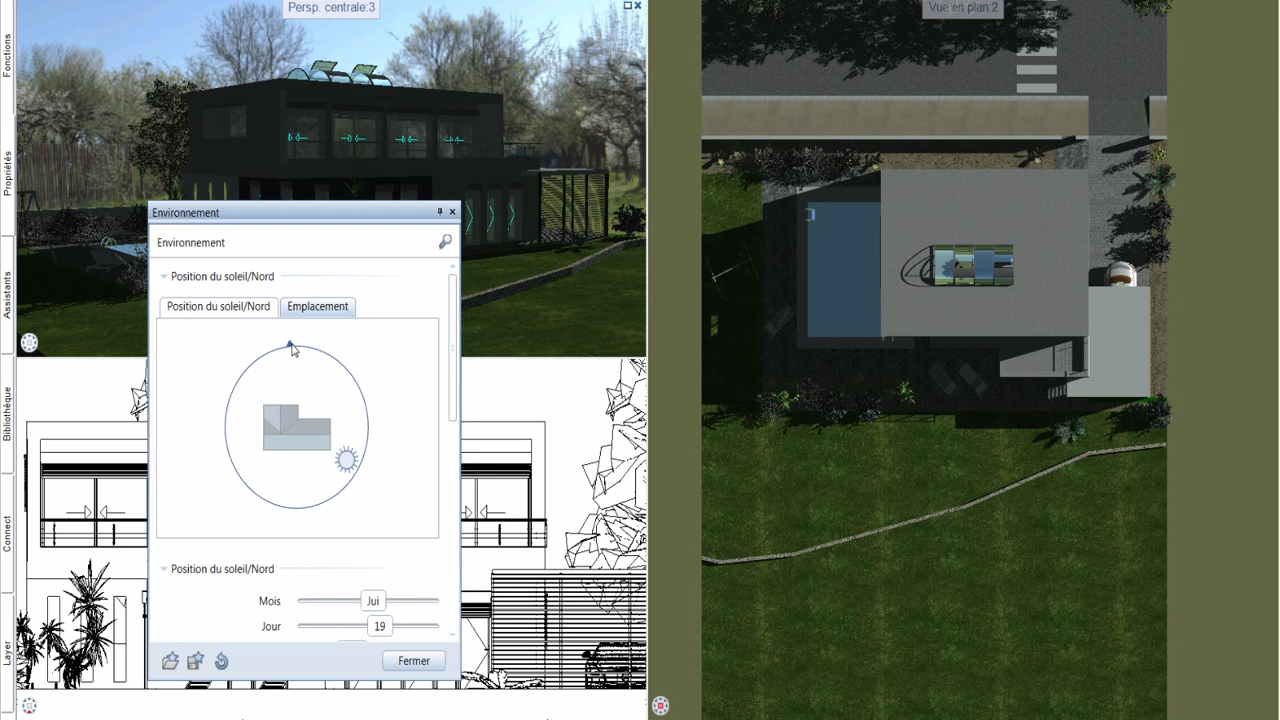 Persp. centrale:3
Vue en plan:2
Fonctions
Propriétés
Assistants
Bibliothèque
Connect
Layer
Environnement
Environnement
Position du soleil/Nord
Position du soleil/Nord
Emplacement
Position du soleil/Nord
Mois
Jui
Jour
19
Fermer